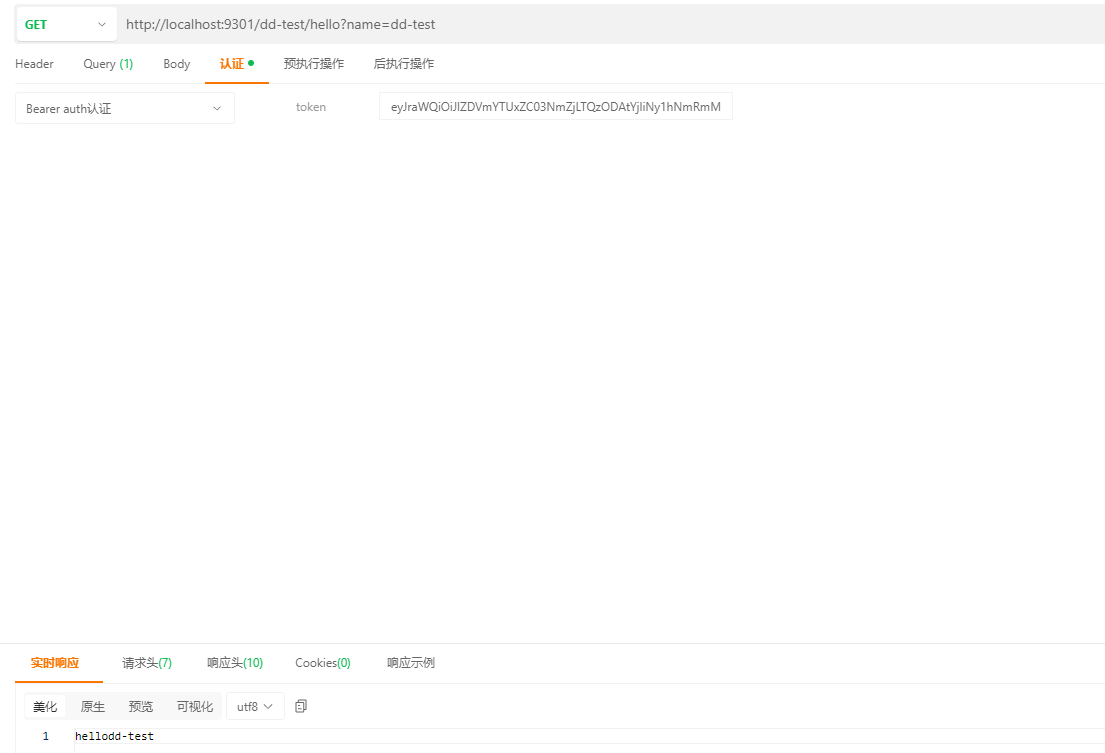 GET http://localhost:9301/dd-test/hello?name=dd-test
Header Query (1) Body 认证 预执行操作 后执行操作
Bearer auth认证 token eyJraWQiOiJlZDVmYTUxZC03NmZjLTQzODAtYjliNy1hNmRmM
实时响应 请求头(7) 响应头(10) Cookies(0) 响应示例
美化 原生 预览 可视化 utf8
1 hellodd-test